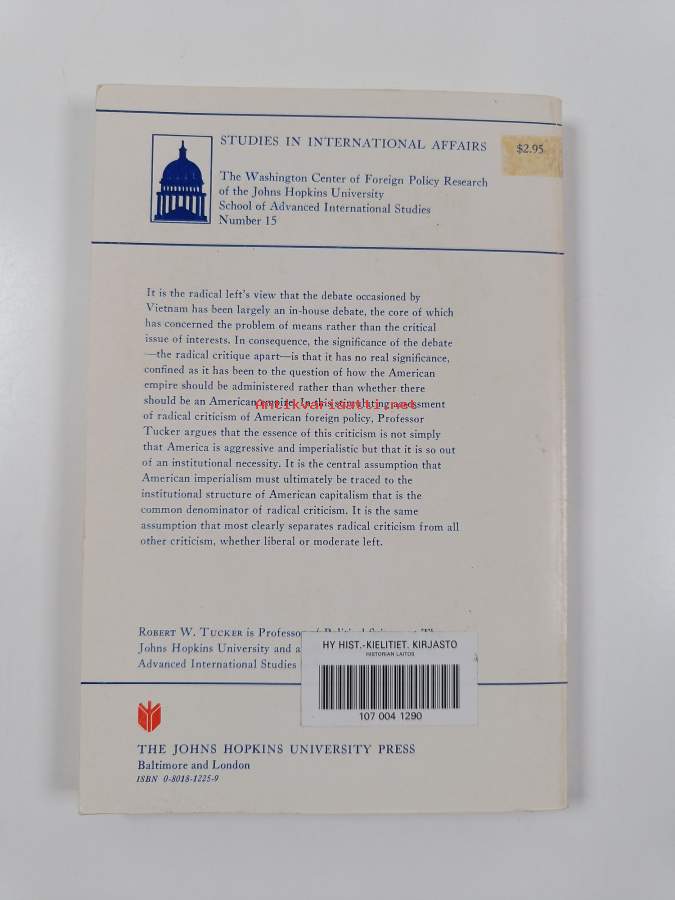 STUDIES IN INTERNATIONAL AFFAIRS
$2.95
The Washington Center of Foreign Policy Research
of the Johns Hopkins University
School of Advanced International Studies
Number 15
It is the radical left's view that the debate occasioned by
Vietnam has been largely an in-house debate, the core of which
has concerned the problem of means rather than the critical
issue of interests. In consequence, the significance of the debate
—the radical critique apart—is that it has no real significance,
confined as it has been to the question of how the American
empire should be administered rather than whether there
should be an American empire. In this stimulating assessment
Antikvariaatti.net
of radical criticism of American foreign policy, Professor
Tucker argues that the essence of this criticism is not simply
that America is aggressive and imperialistic but that it is so out
of an institutional necessity. It is the central assumption that
American imperialism must ultimately be traced to the
institutional structure of American capitalism that is the
common denominator of radical criticism. It is the same
assumption that most clearly separates radical criticism from all
other criticism, whether liberal or moderate left.
ROBERT W. TUCKER is Professor
Johns Hopkins University and a
Advanced International Studies
HY HIST.-KIELITIET. KIRJASTO
HISTORIAN LAITOS
107 004 1290
THE JOHNS HOPKINS UNIVERSITY PRESS
Baltimore and London
ISBN 0-8018-1225-9